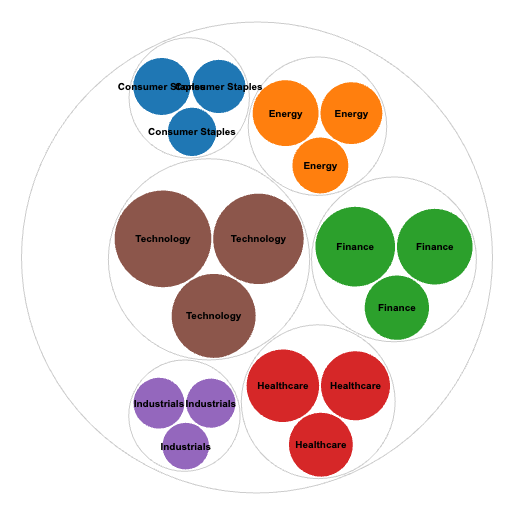 Consumer Staples
Consumer Staples
Consumer Staples
Energy
Energy
Energy
Technology
Technology
Technology
Finance
Finance
Finance
Industrials
Industrials
Industrials
Healthcare
Healthcare
Healthcare